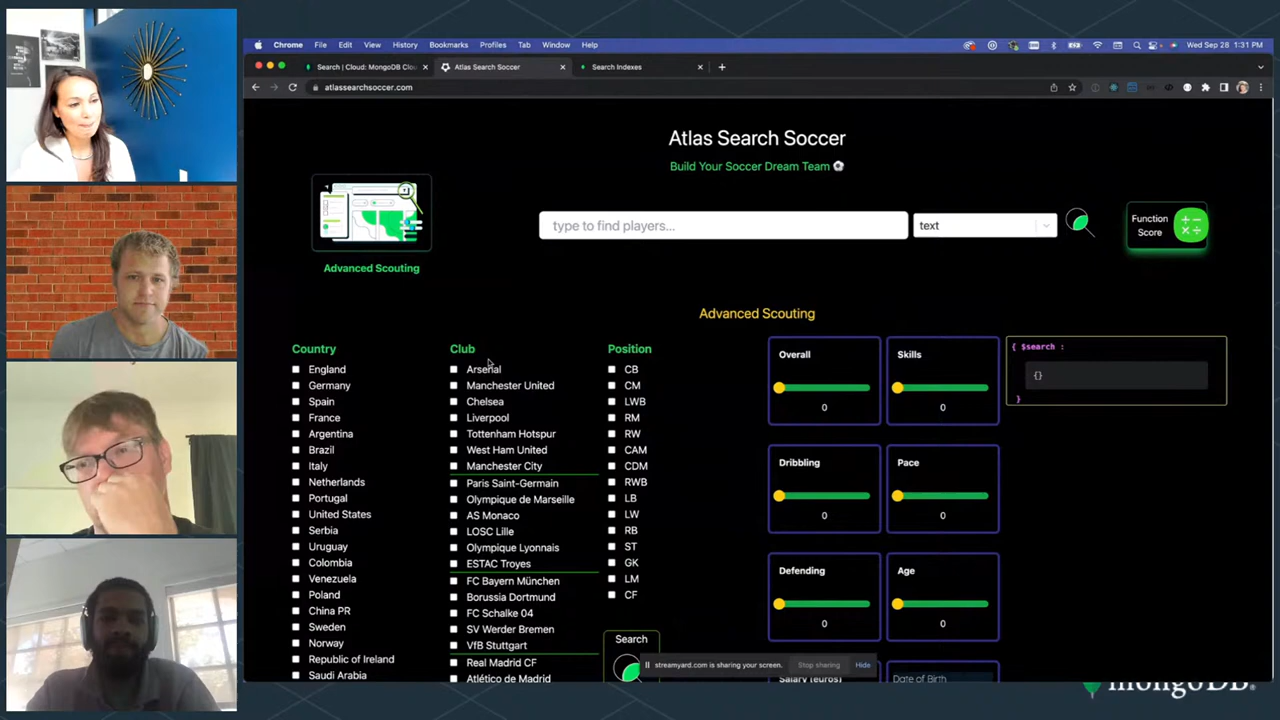 Chrome File Edit View History Bookmarks Profiles Tab Window Help
Wed Sep 28 1:31 PM
Search | Cloud: MongoDB Clou
Atlas Search Soccer
Search Indexes
atlassearchsoccer.com
Atlas Search Soccer
Build Your Soccer Dream Team
type to find players...
text
Function
Score
Advanced Scouting
Advanced Scouting
Country
England
Germany
Spain
France
Argentina
Brazil
Italy
Netherlands
Portugal
United States
Serbia
Uruguay
Colombia
Venezuela
Poland
China PR
Sweden
Norway
Republic of Ireland
Saudi Arabia
Club
Arsenal
Manchester United
Chelsea
Liverpool
Tottenham Hotspur
West Ham United
Manchester City
Paris Saint-Germain
Olympique de Marseille
AS Monaco
LOSC Lille
Olympique Lyonnais
ESTAC Troyes
FC Bayern München
Borussia Dortmund
FC Schalke 04
SV Werder Bremen
VfB Stuttgart
Real Madrid CF
Atlético de Madrid
Position
CB
CM
LWB
RM
RW
CAM
CDM
RWB
LB
LW
RB
ST
GK
LM
CF
Search
Overall
0
Skills
0
Dribbling
0
Pace
0
Defending
0
Age
0
Salary (euros)
Date of Birth
{ $search :
{}
}
streamyard.com is sharing your screen.
Stop sharing
Hide
mongoDB